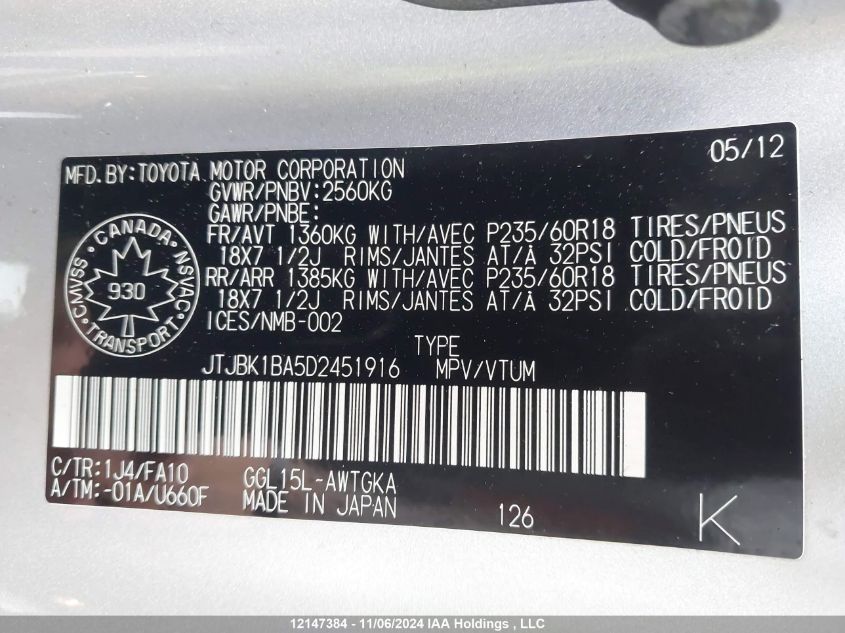 MFD. BY: TOYOTA MOTOR CORPORATION 05/12
GVWR/PNBV: 2560KG
GAWR/PNBE:
FR/AVT 1360KG WITH/AVEC P235/60R18 TIRES/PNEUS
18X7 1/2J RIMS/JANTES AT/À 32PSI COLD/FROID
RR/ARR 1385KG WITH/AVEC P235/60R18 TIRES/PNEUS
18X7 1/2J RIMS/JANTES AT/À 32PSI COLD/FROID
ICES/NMB-002
CANADA
CMVSS NSVAC
930
TRANSPORT
TYPE
JTJBK1BA5D2451916 MPV/VTUM
C/TR: 1J4/FA10 GGL15L-AWTGKA
A/TM: -01A/U660F MADE IN JAPAN 126 K
12147384 - 11/06/2024 IAA Holdings , LLC